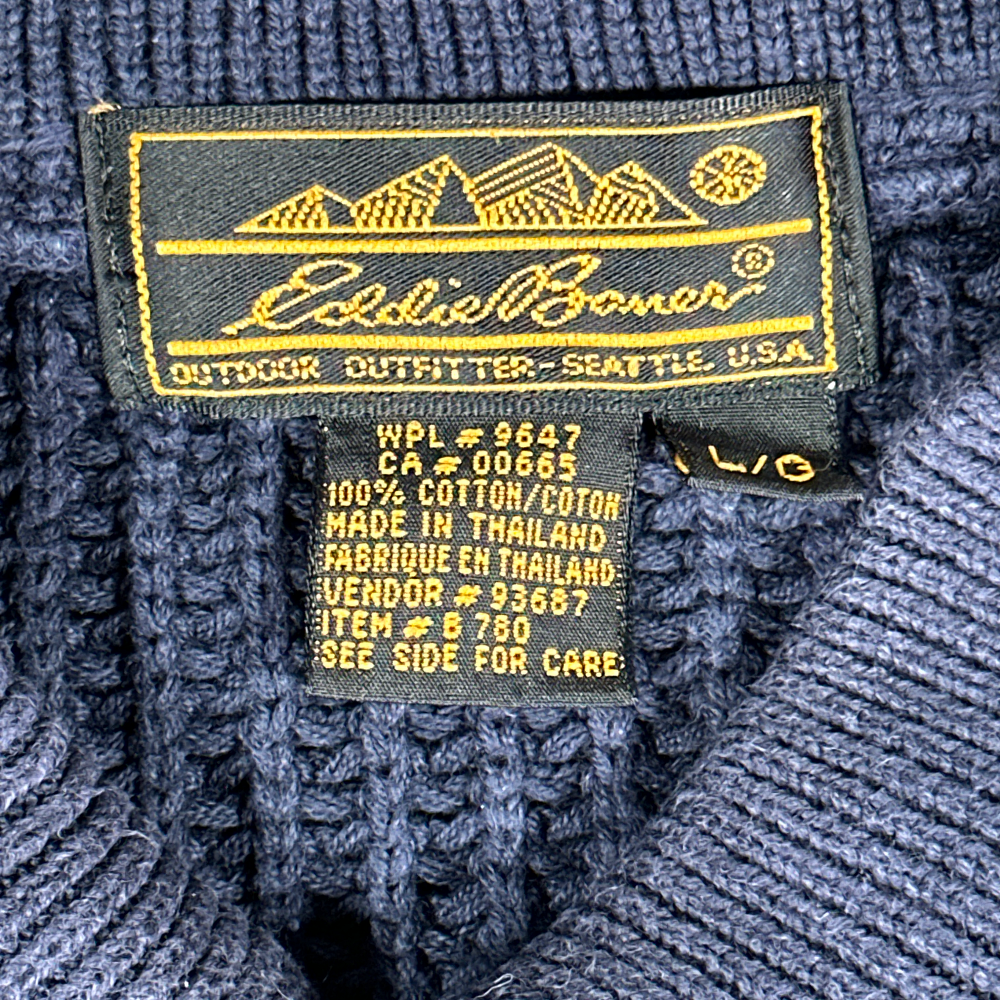 Eddie Bauer®
OUTDOOR OUTFITTER - SEATTLE, U.S.A.
L/G
WPL # 9647
CA # 00665
100% COTTON/COTON
MADE IN THAILAND
FABRIQUE EN THAILAND
VENDOR # 93687
ITEM # B 780
SEE SIDE FOR CARE